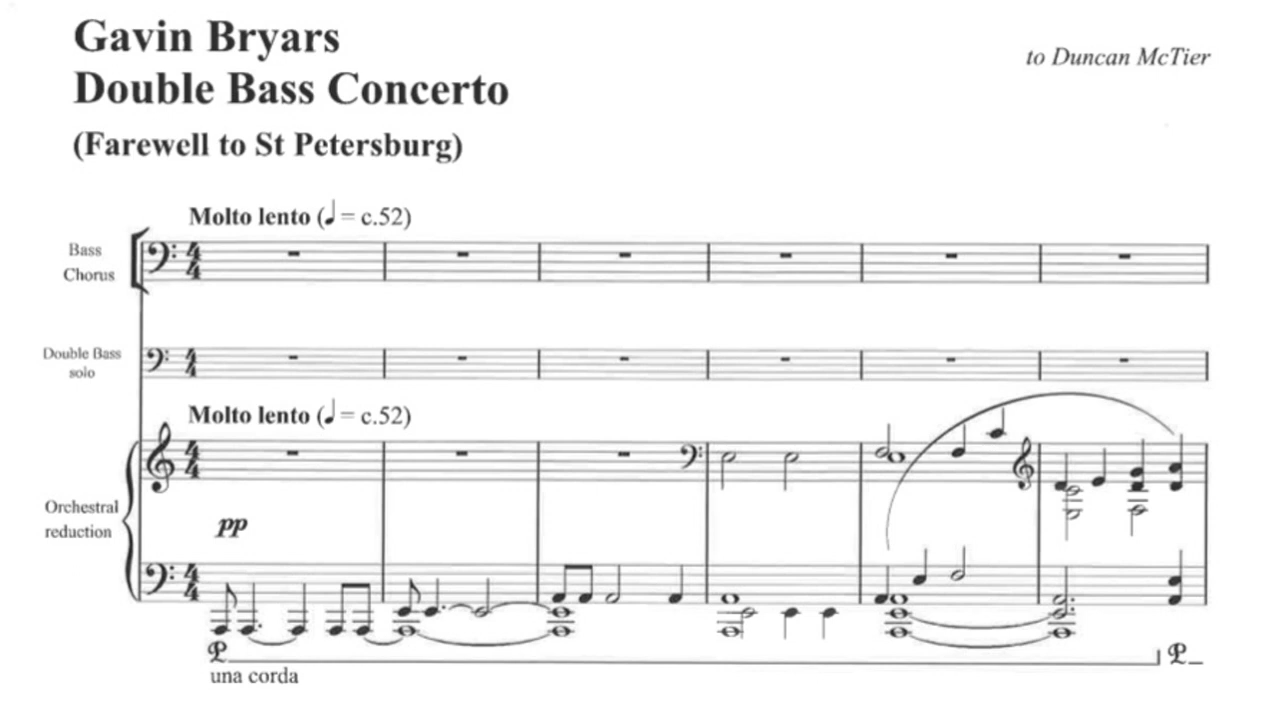 Gavin Bryars
Double Bass Concerto
(Farewell to St Petersburg)
to Duncan McTier
Molto lento (♩ = c.52)
Bass
Chorus
Double Bass
solo
Molto lento (♩ = c.52)
Orchestral
reduction
pp
una corda